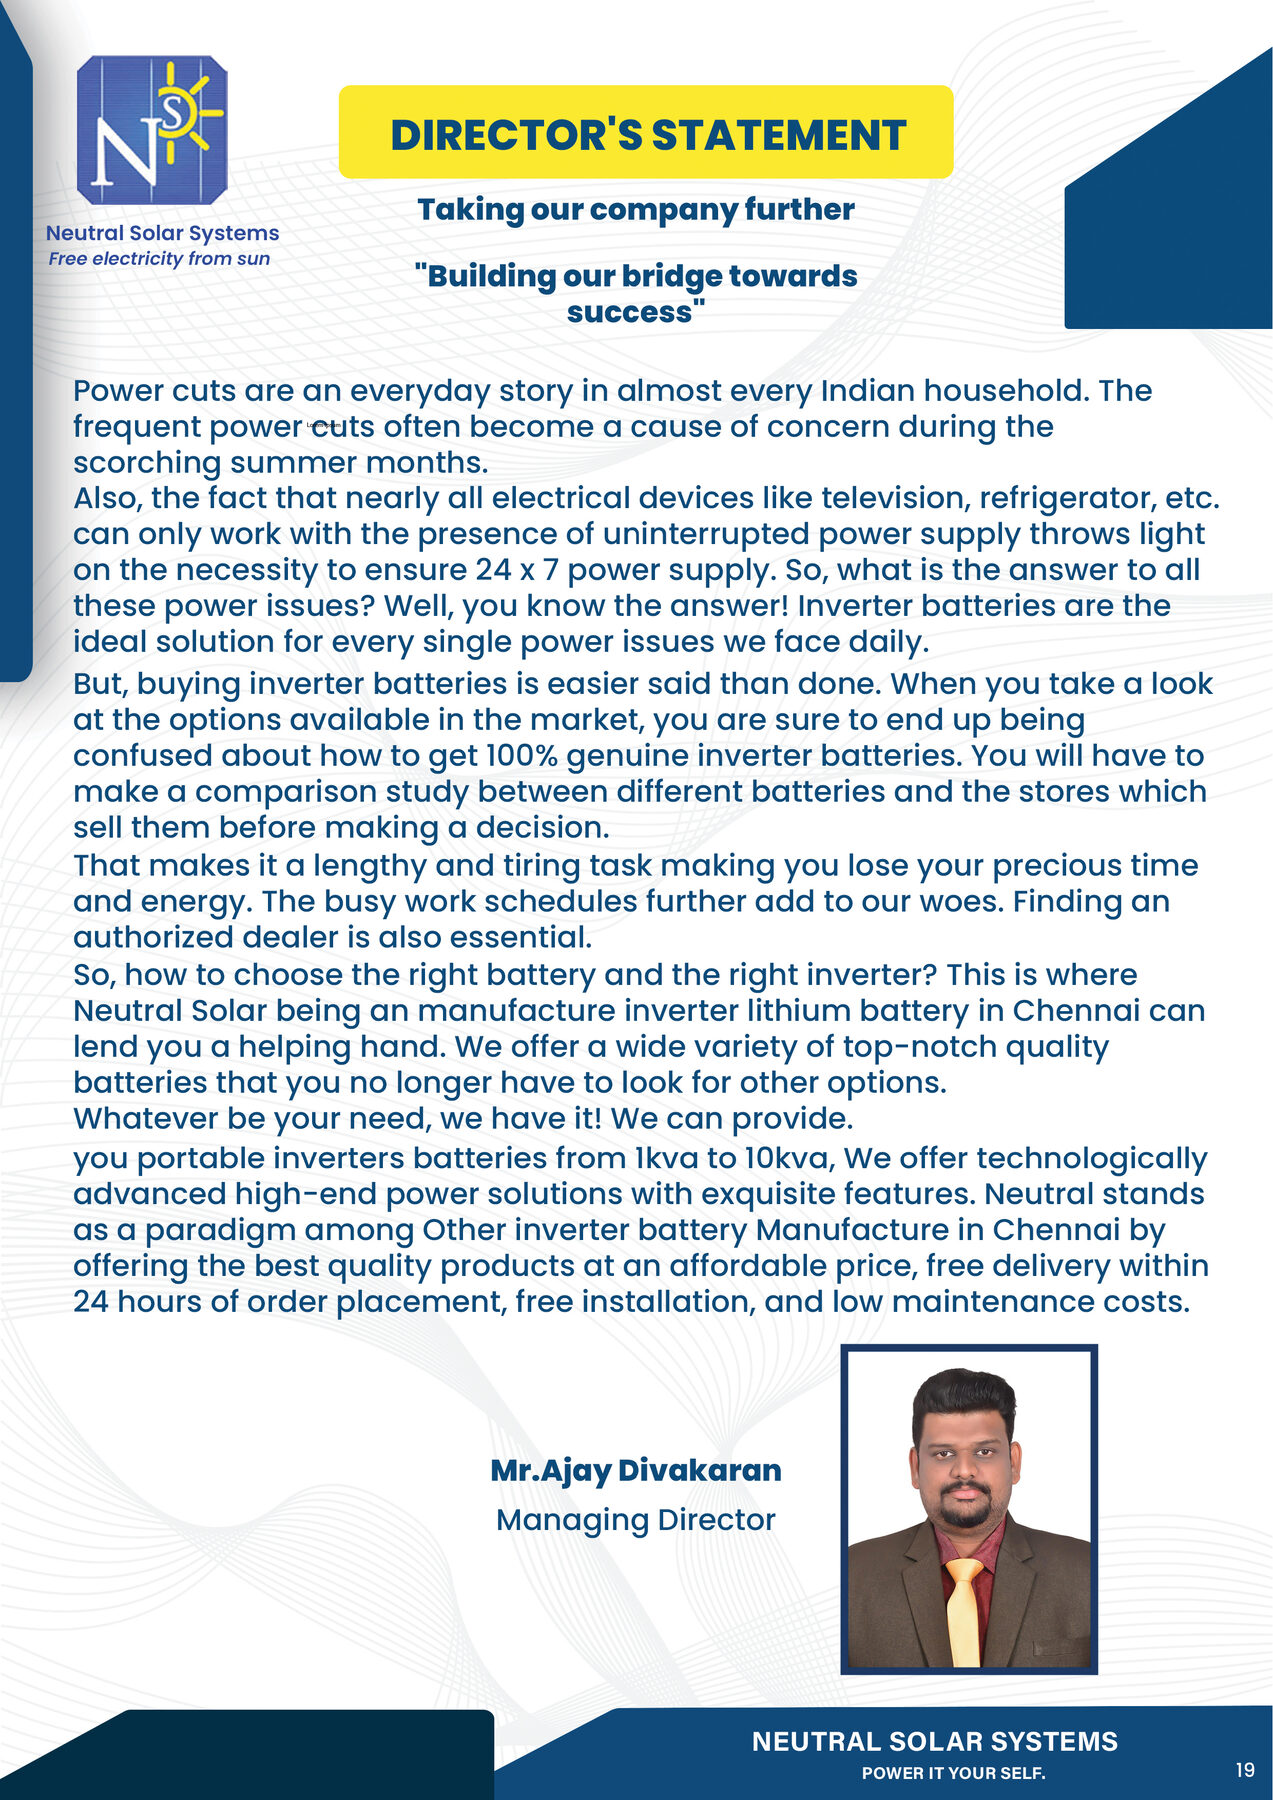 NS
Neutral Solar Systems
Free electricity from sun
DIRECTOR'S STATEMENT
Taking our company further
"Building our bridge towards
success"
Power cuts are an everyday story in almost every Indian household. The
frequent power cuts often become a cause of concern during the
Lorem Ipsum
scorching summer months.
Also, the fact that nearly all electrical devices like television, refrigerator, etc.
can only work with the presence of uninterrupted power supply throws light
on the necessity to ensure 24 x 7 power supply. So, what is the answer to all
these power issues? Well, you know the answer! Inverter batteries are the
ideal solution for every single power issues we face daily.
But, buying inverter batteries is easier said than done. When you take a look
at the options available in the market, you are sure to end up being
confused about how to get 100% genuine inverter batteries. You will have to
make a comparison study between different batteries and the stores which
sell them before making a decision.
That makes it a lengthy and tiring task making you lose your precious time
and energy. The busy work schedules further add to our woes. Finding an
authorized dealer is also essential.
So, how to choose the right battery and the right inverter? This is where
Neutral Solar being an manufacture inverter lithium battery in Chennai can
lend you a helping hand. We offer a wide variety of top-notch quality
batteries that you no longer have to look for other options.
Whatever be your need, we have it! We can provide.
you portable inverters batteries from 1kva to 10kva, We offer technologically
advanced high-end power solutions with exquisite features. Neutral stands
as a paradigm among Other inverter battery Manufacture in Chennai by
offering the best quality products at an affordable price, free delivery within
24 hours of order placement, free installation, and low maintenance costs.
Mr.Ajay Divakaran
Managing Director
NEUTRAL SOLAR SYSTEMS
POWER IT YOUR SELF.
19